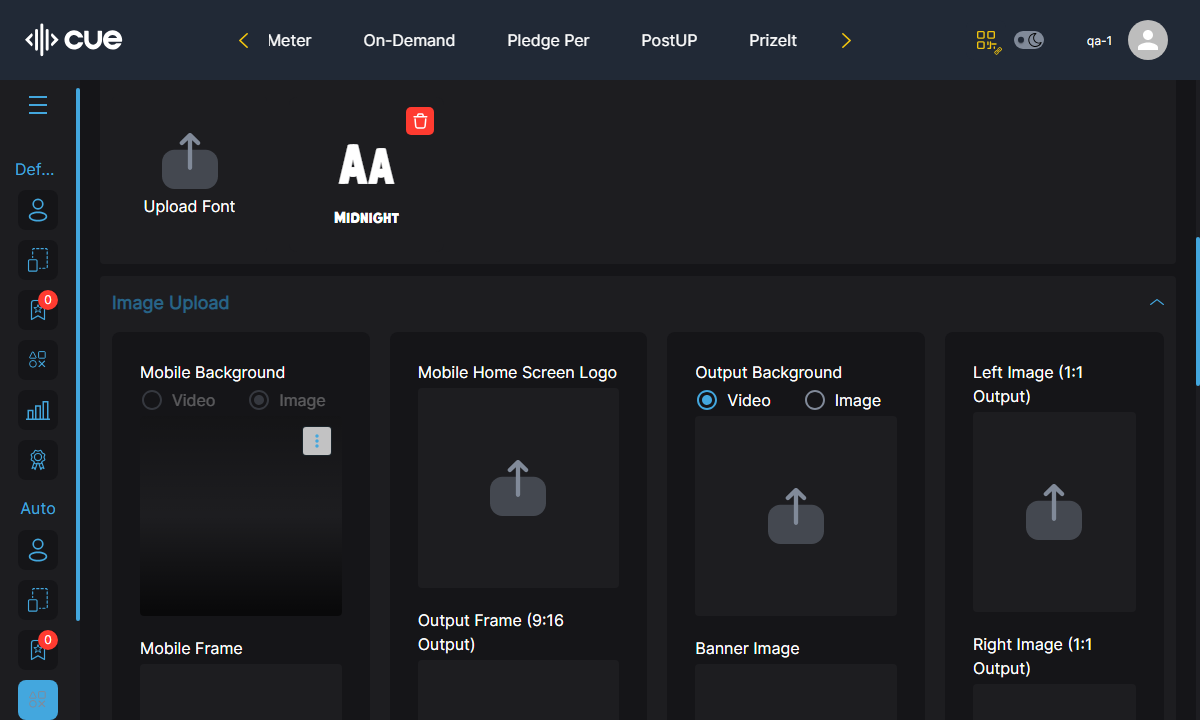 cue
Meter
On-Demand
Pledge Per
PostUP
PrizeIt
qa-1
Def...
0
Auto
0
Upload Font
AA
Midnight
Image Upload
Mobile Background
Video
Image
Mobile Frame
Mobile Home Screen Logo
Output Frame (9:16
Output)
Output Background
Video
Image
Banner Image
Left Image (1:1
Output)
Right Image (1:1
Output)